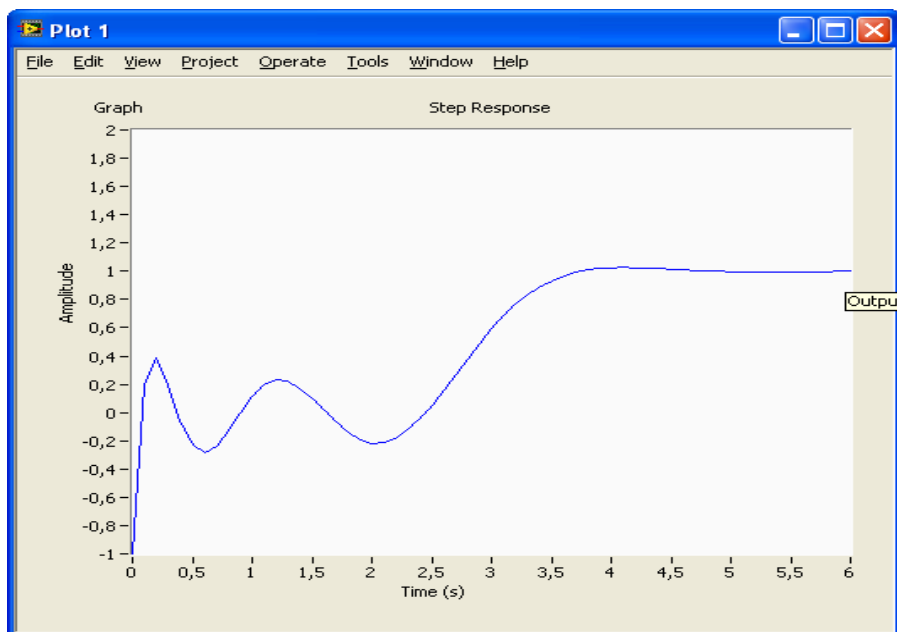 Plot 1
File Edit View Project Operate Tools Window Help
Graph Step Response
2
1,8
1,6
1,4
1,2
1
0,8
0,6
0,4
0,2
0
-0,2
-0,4
-0,6
-0,8
-1
Amplitude
Outpu
0 0,5 1 1,5 2 2,5 3 3,5 4 4,5 5 5,5 6
Time (s)